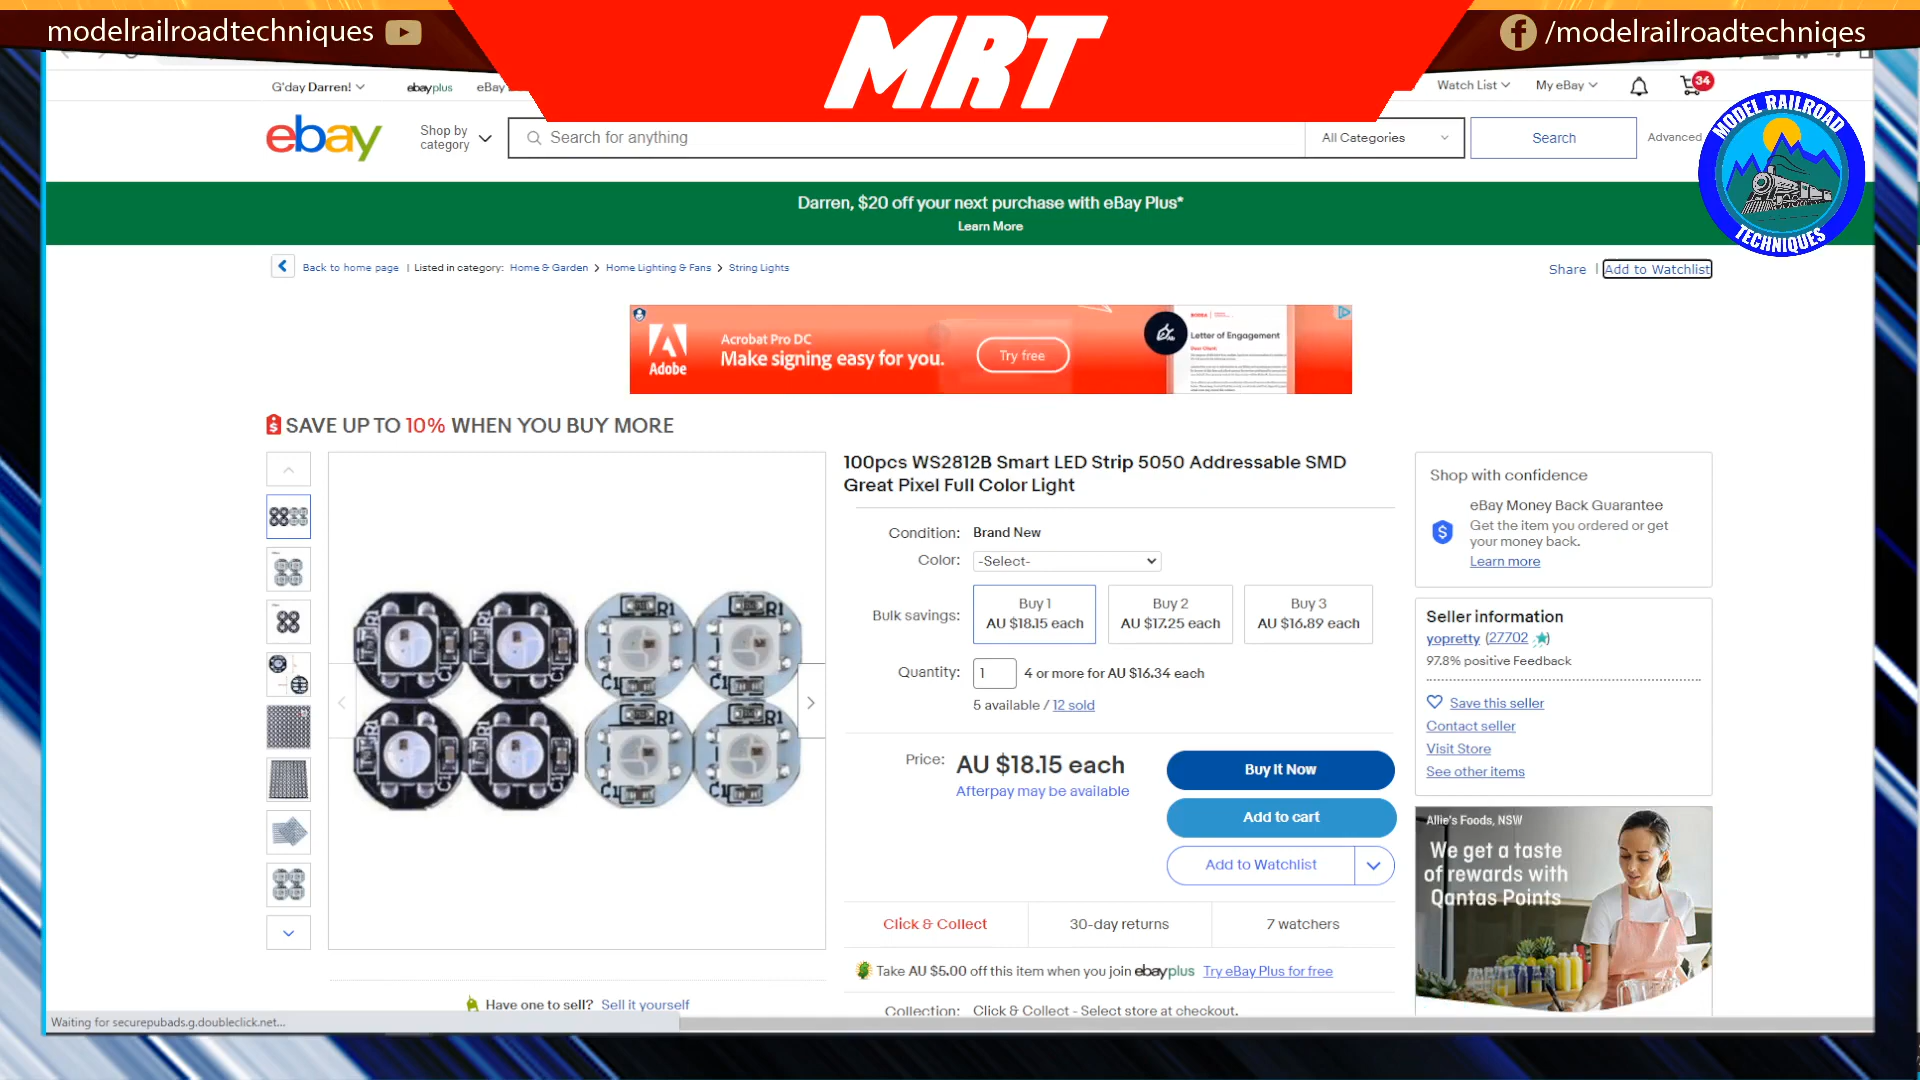 modelrailroadtechniques
MRT
/modelrailroadtechniqes
G'day Darren!
ebayplus
eBay
Watch List
My eBay
34
ebay
Shop by
category
Search for anything
All Categories
Search
Advanced
MODEL RAILROAD
TECHNIQUES
Darren, $20 off your next purchase with eBay Plus*
Learn More
Back to home page | Listed in category: Home & Garden > Home Lighting & Fans > String Lights
Share | Add to Watchlist
Adobe
Acrobat Pro DC
Make signing easy for you.
Try free
Letter of Engagement
SAVE UP TO 10% WHEN YOU BUY MORE
100pcs WS2812B Smart LED Strip 5050 Addressable SMD
Great Pixel Full Color Light
Condition: Brand New
Color: -Select-
Bulk savings:
Buy 1
AU $18.15 each
Buy 2
AU $17.25 each
Buy 3
AU $16.89 each
Quantity: 1 4 or more for AU $16.34 each
5 available / 12 sold
Price: AU $18.15 each
Afterpay may be available
Buy It Now
Add to cart
Add to Watchlist
Click & Collect
30-day returns
7 watchers
Take AU $5.00 off this item when you join ebayplus Try eBay Plus for free
Collection: Click & Collect - Select store at checkout.
R1
R1
C1
C1
R1
R1
C1
C1
Have one to sell? Sell it yourself
Shop with confidence
eBay Money Back Guarantee
Get the item you ordered or get
your money back.
Learn more
Seller information
yopretty (27702)
97.8% positive Feedback
Save this seller
Contact seller
Visit Store
See other items
Allie's Foods, NSW
We get a taste
of rewards with
Qantas Points
Waiting for securepubads.g.doubleclick.net...